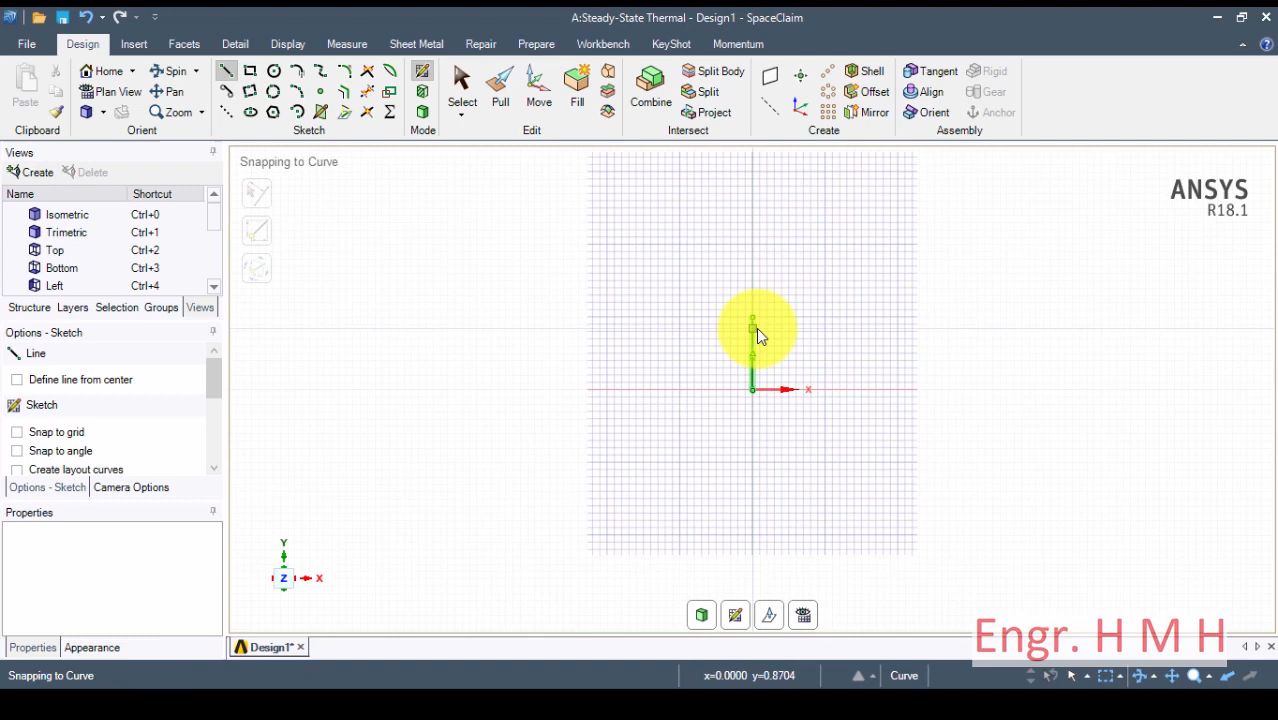 A:Steady-State Thermal - Design1 - SpaceClaim
File Design Insert Facets Detail Display Measure Sheet Metal Repair Prepare Workbench KeyShot Momentum
Paste
Home Spin
Plan View Pan
Zoom
Select Pull Move Fill
Combine
Split Body
Split
Project
Shell
Offset
Mirror
Tangent Rigid
Align Gear
Orient Anchor
Clipboard Orient Sketch Mode Edit Intersect Create Assembly
Views
Create Delete
Name Shortcut
Isometric Ctrl+0
Trimetric Ctrl+1
Top Ctrl+2
Bottom Ctrl+3
Left Ctrl+4
Structure Layers Selection Groups Views
Options - Sketch
Line
Define line from center
Sketch
Snap to grid
Snap to angle
Create layout curves
Options - Sketch Camera Options
Properties
Properties Appearance
Snapping to Curve
ANSYS
R18.1
X
Y
Z X
Design1*
Engr. H M H
Snapping to Curve
x=0.0000 y=0.8704
Curve